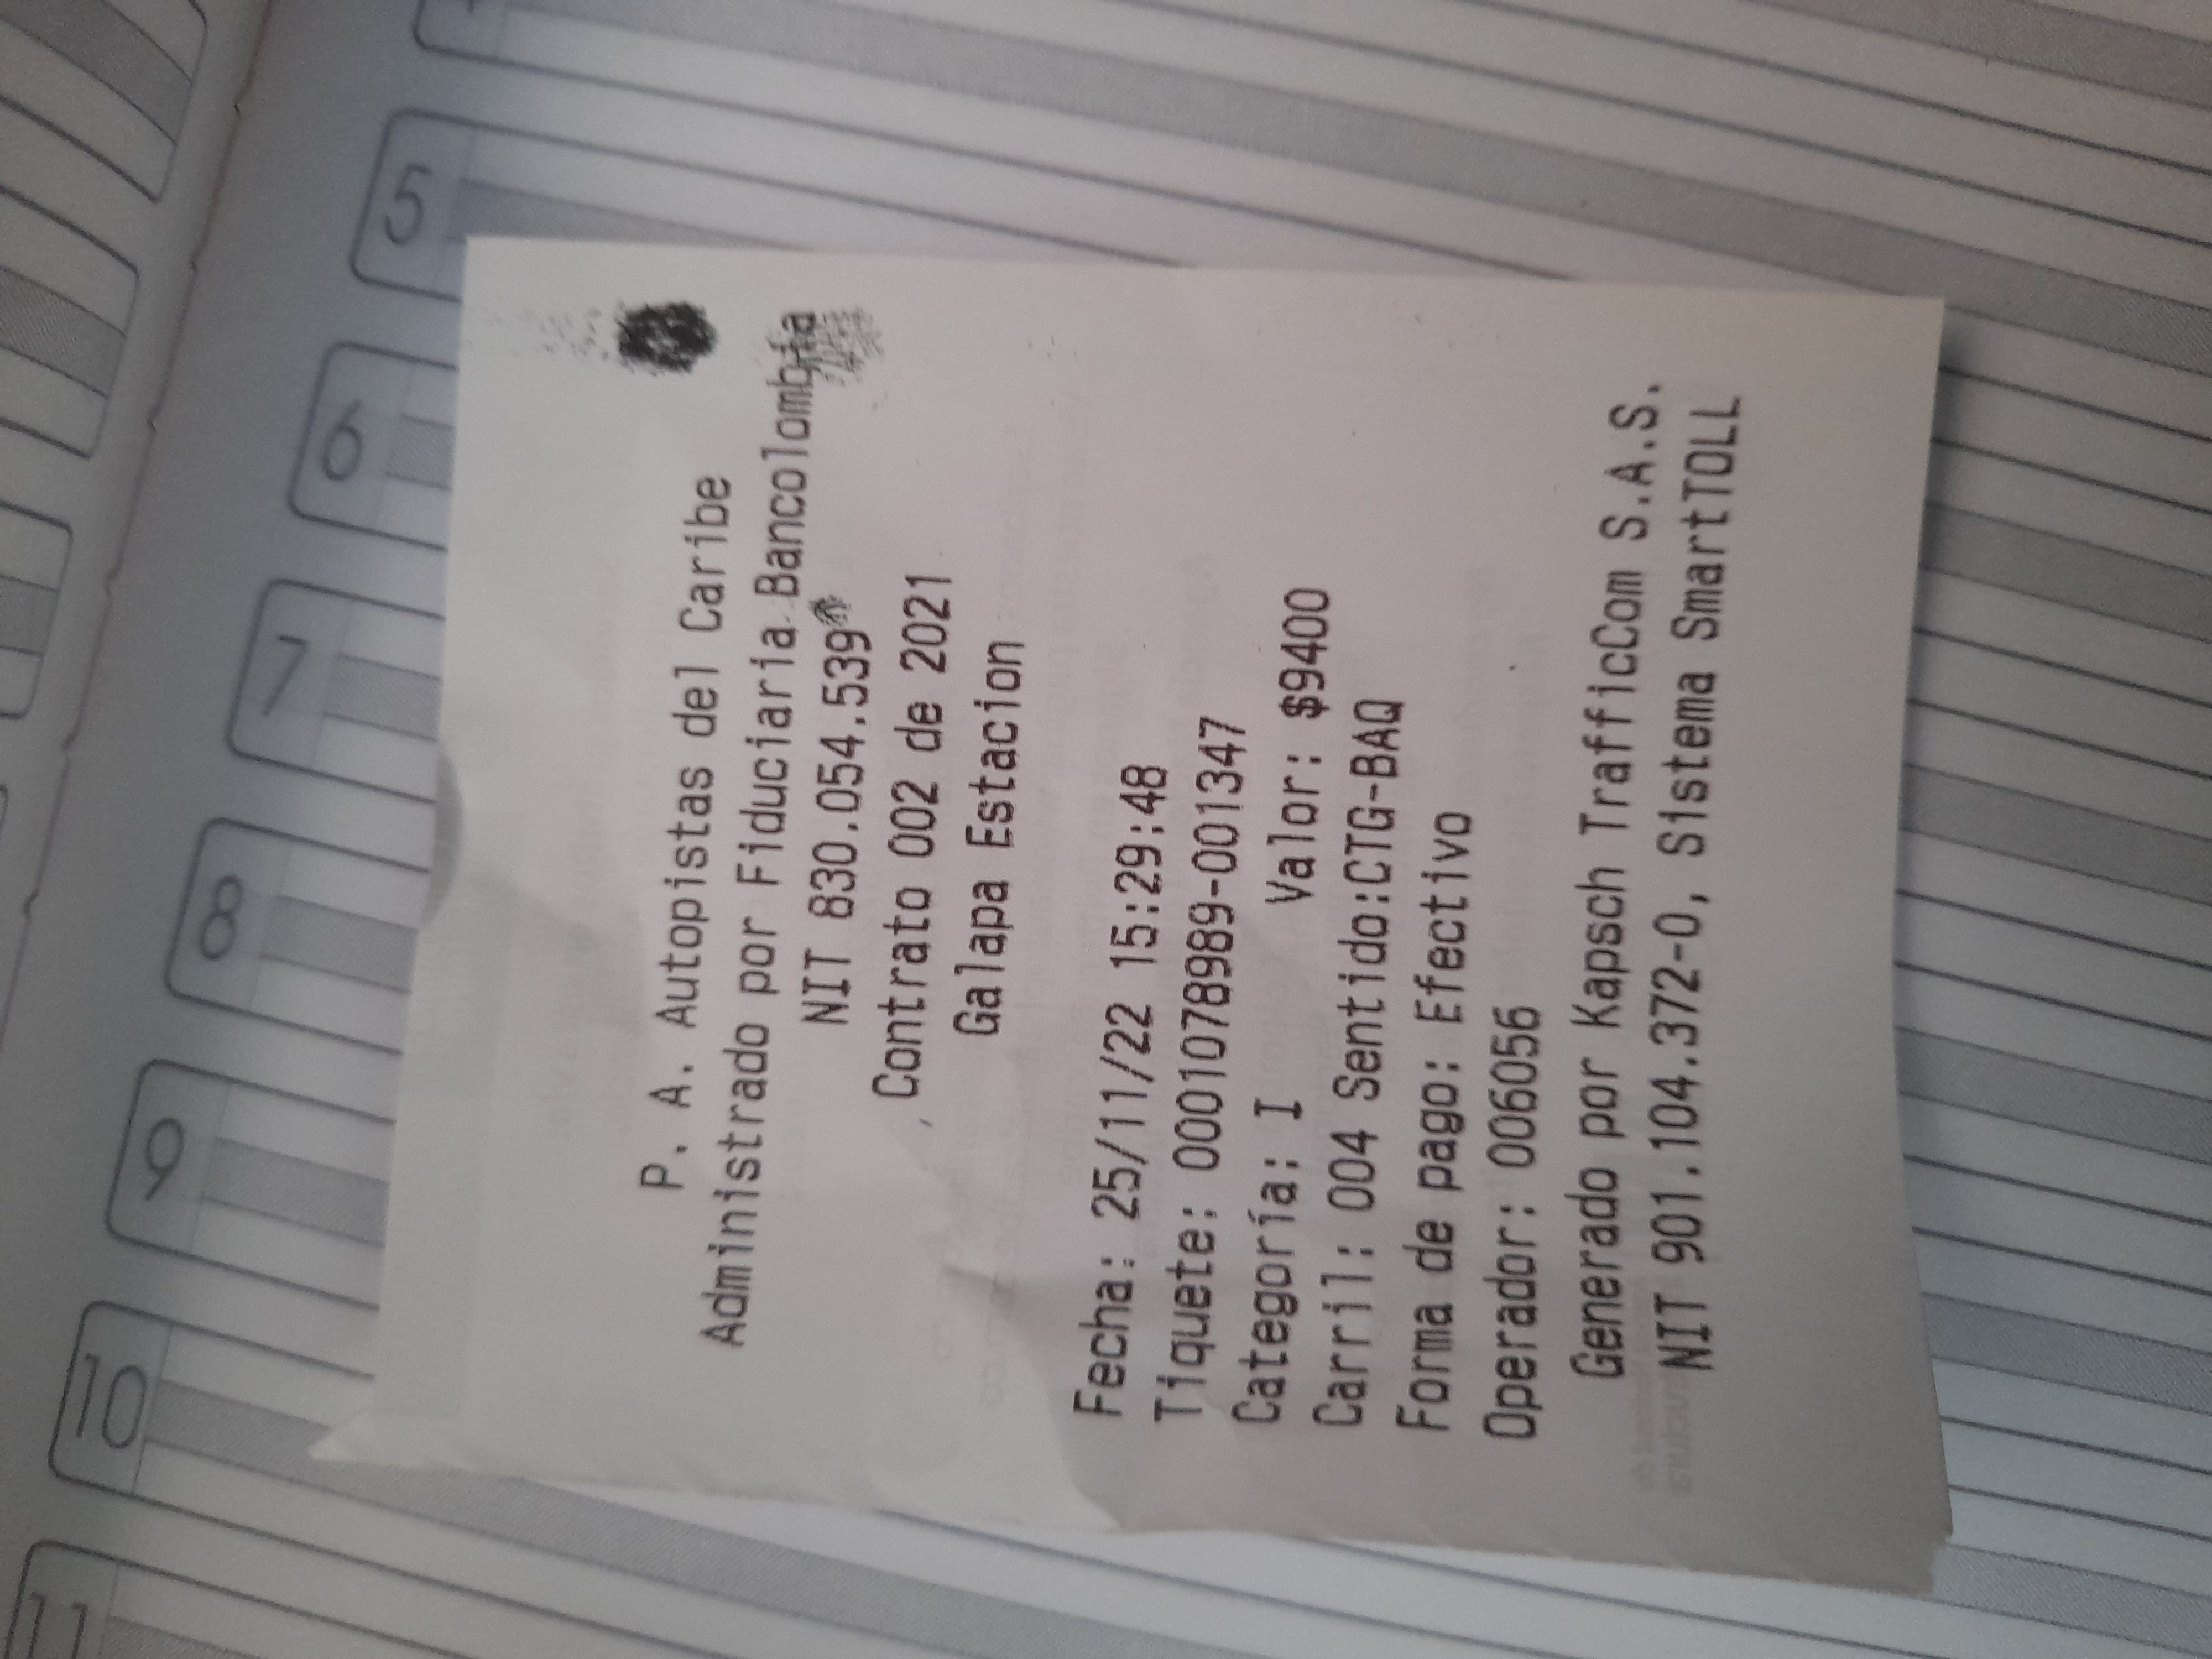 P. A. Autopistas del Caribe
Administrado por Fiduciaria Bancolombia
NIT 830.054.539
Contrato 002 de 2021
Galapa Estacion
Fecha: 25/11/22 15:29:48
Tiquete: 0001078989-001347
Categoría: I Valor: $9400
Carril: 004 Sentido:CTG-BAQ
Forma de pago: Efectivo
Operador: 006056
Generado por Kapsch TrafficCom S.A.S.
NIT 901.104.372-0, Sistema SmartTOLL
5
6
7
8
9
10
11